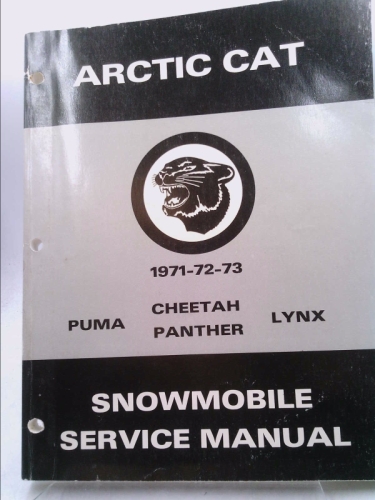 ARCTIC CAT
1971-72-73
PUMA CHEETAH LYNX
PANTHER
SNOWMOBILE
SERVICE MANUAL